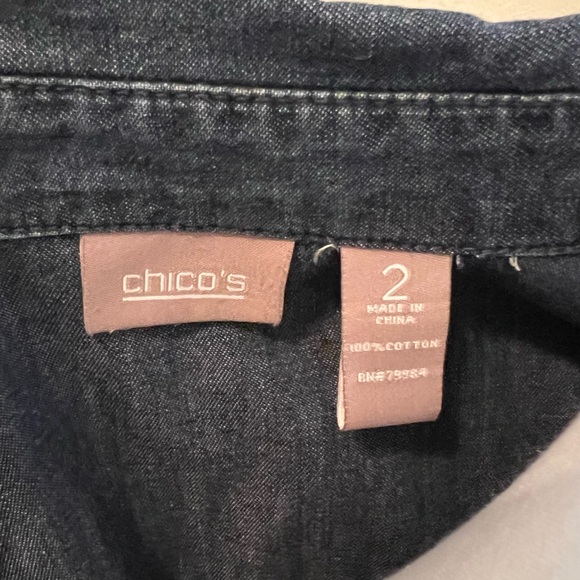 chico's
2
MADE IN
CHINA
100% COTTON
RN#79984